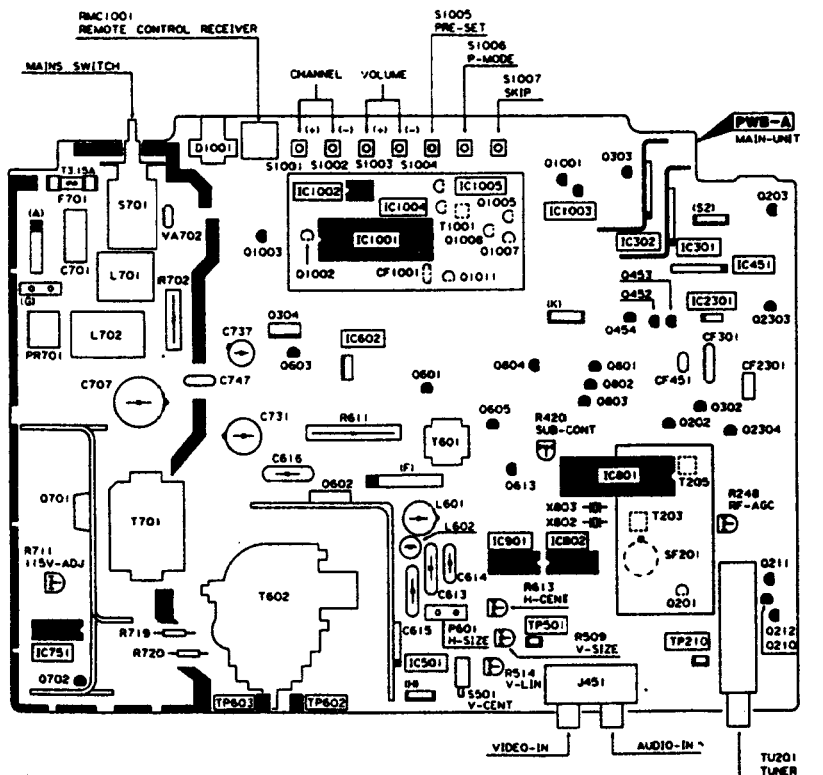 RMC1001
REMOTE CONTROL RECEIVER
S1005
PRE-SET
S1006
P-MODE
S1007
SKIP
MAINS SWITCH
CHANNEL
VOLUME
PWB-A
MAIN-UNIT
(+)
(-)
(+)
(-)
D1001
S1001
S1002
S1003
S1004
T3.15A
F701
S701
VA702
(A)
C701
L701
R702
(G)
PR701
L702
IC1002
IC1004
IC1005
IC1001
T1001
Q1005
Q1008
Q1007
Q1003
Q1002
CF1001
Q1011
Q1001
Q303
IC1003
IC302
IC301
(S2)
Q203
IC451
Q453
Q452
IC2301
Q454
(K)
Q2303
CF301
CF451
CF2301
C737
Q304
Q603
IC602
C747
C707
Q601
Q804
Q801
Q802
Q803
Q302
Q202
Q2304
C731
R611
T601
Q605
R420
SUB-CONT
C616
(F)
Q602
Q613
IC801
T205
R248
RF-AGC
Q701
T701
L601
L602
X803
X802
T203
SF201
R711
115V-ADJ
T602
IC901
IC802
C614
R613
H-CENT
Q201
Q211
Q212
Q210
C613
C615
P601
H-SIZE
TP501
R509
V-SIZE
TP210
R719
R720
IC751
IC501
R514
V-LIN
Q702
TP603
TP602
(H)
S501
V-CENT
J451
VIDEO-IN
AUDIO-IN
TU201
TUNER